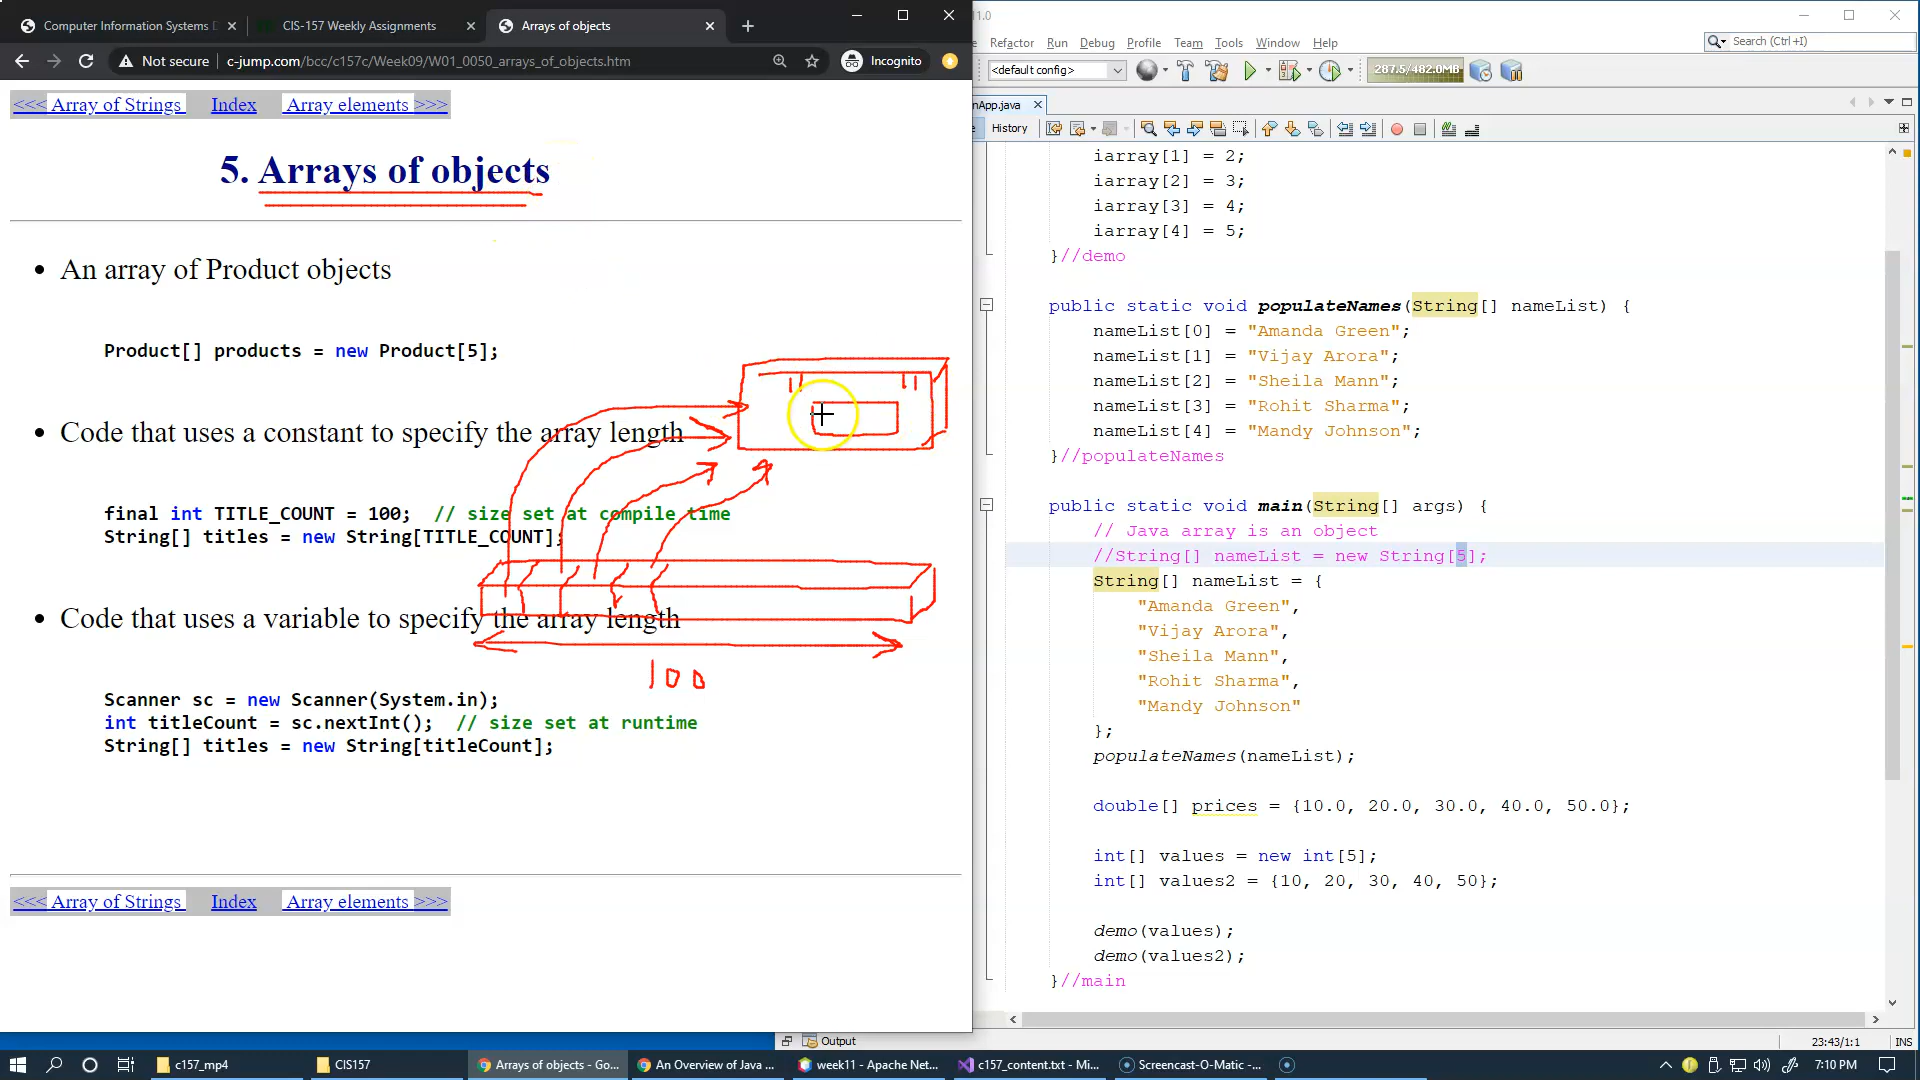 Computer Information Systems D
CIS-157 Weekly Assignments
Arrays of objects
Not secure
c-jump.com/bcc/c157c/Week09/W01_0050_arrays_of_objects.htm
Incognito
<<< Array of Strings Index Array elements >>>
5. Arrays of objects
• An array of Product objects
Product[] products = new Product[5];
• Code that uses a constant to specify the array length
final int TITLE_COUNT = 100; // size set at compile time
String[] titles = new String[TITLE_COUNT];
• Code that uses a variable to specify the array length
100
Scanner sc = new Scanner(System.in);
int titleCount = sc.nextInt(); // size set at runtime
String[] titles = new String[titleCount];
<<< Array of Strings Index Array elements >>>
11.0
Refactor Run Debug Profile Team Tools Window Help
Search (Ctrl+I)
<default config>
287.5/482.0MB
nApp.java
History
iarray[1] = 2;
iarray[2] = 3;
iarray[3] = 4;
iarray[4] = 5;
}//demo
public static void populateNames(String[] nameList) {
nameList[0] = "Amanda Green";
nameList[1] = "Vijay Arora";
nameList[2] = "Sheila Mann";
nameList[3] = "Rohit Sharma";
nameList[4] = "Mandy Johnson";
}//populateNames
public static void main(String[] args) {
// Java array is an object
//String[] nameList = new String[5];
String[] nameList = {
"Amanda Green",
"Vijay Arora",
"Sheila Mann",
"Rohit Sharma",
"Mandy Johnson"
};
populateNames(nameList);
double[] prices = {10.0, 20.0, 30.0, 40.0, 50.0};
int[] values = new int[5];
int[] values2 = {10, 20, 30, 40, 50};
demo(values);
demo(values2);
}//main
Output
23:43/1:1
INS
c157_mp4
CIS157
Arrays of objects - Go...
An Overview of Java ...
week11 - Apache Net...
c157_content.txt - Mi...
Screencast-O-Matic -...
7:10 PM